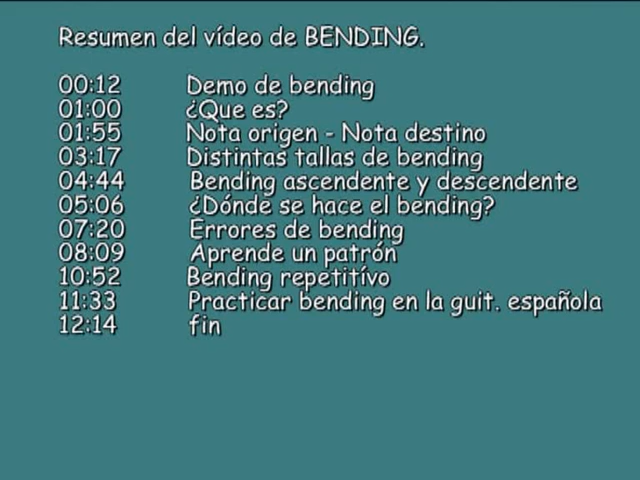 Resumen del vídeo de BENDING.
00:12 Demo de bending
01:00 ¿Que es?
01:55 Nota origen - Nota destino
03:17 Distintas tallas de bending
04:44 Bending ascendente y descendente
05:06 ¿Dónde se hace el bending?
07:20 Errores de bending
08:09 Aprende un patrón
10:52 Bending repetitívo
11:33 Practicar bending en la guit. española
12:14 fin